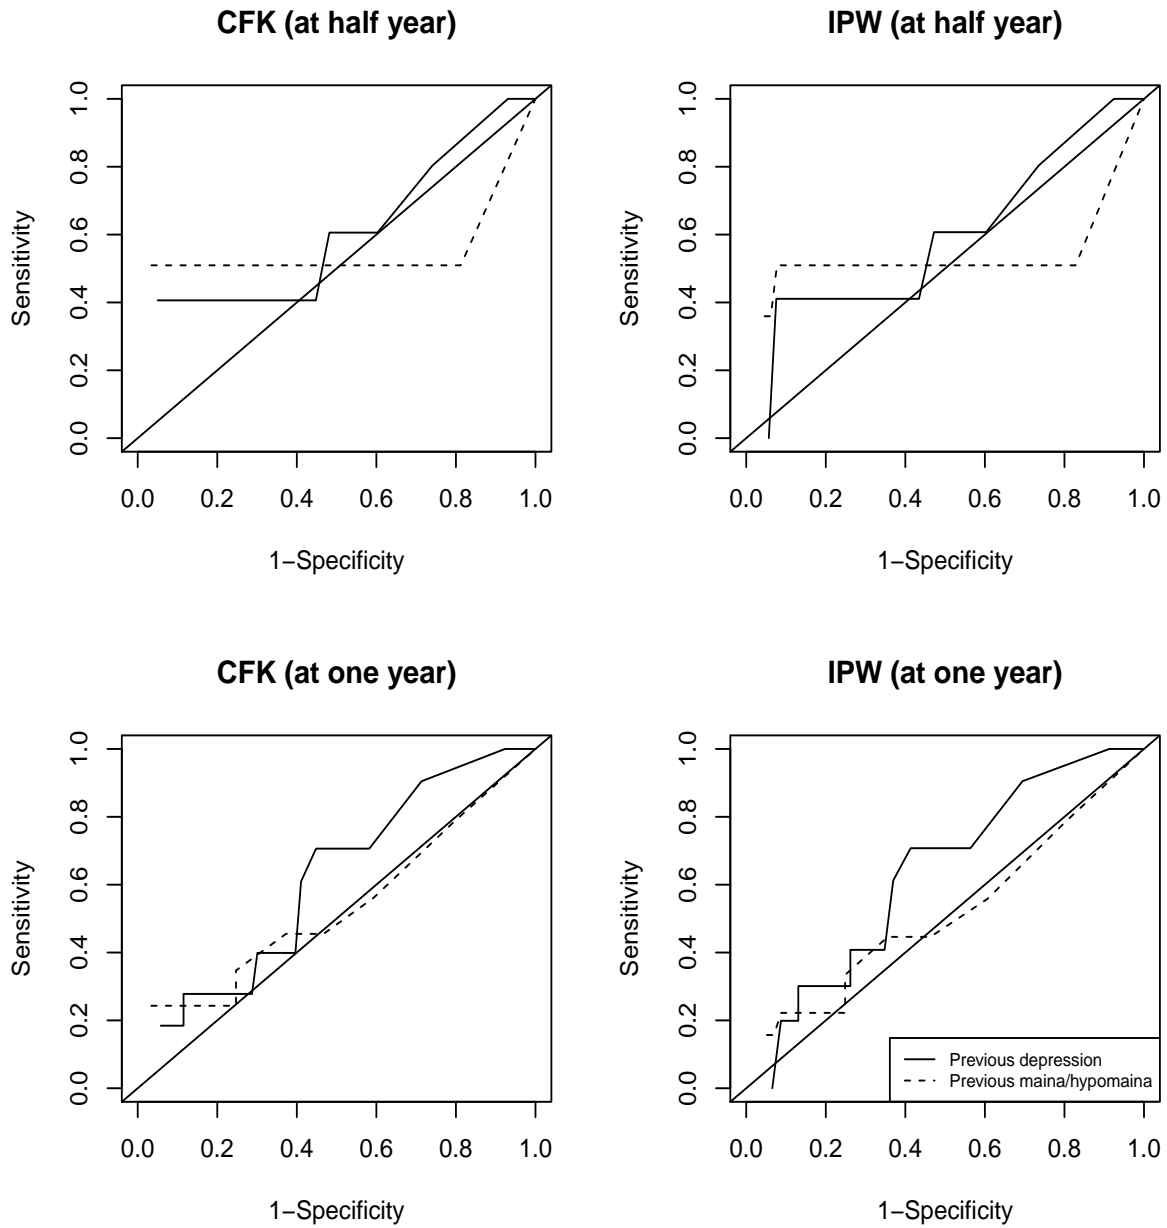 CFK (at half year)
Sensitivity
0.0 0.2 0.4 0.6 0.8 1.0
0.0 0.2 0.4 0.6 0.8 1.0
1−Specificity
IPW (at half year)
Sensitivity
0.0 0.2 0.4 0.6 0.8 1.0
0.0 0.2 0.4 0.6 0.8 1.0
1−Specificity
CFK (at one year)
Sensitivity
0.0 0.2 0.4 0.6 0.8 1.0
0.0 0.2 0.4 0.6 0.8 1.0
1−Specificity
IPW (at one year)
Sensitivity
0.0 0.2 0.4 0.6 0.8 1.0
Previous depression
Previous maina/hypomaina
0.0 0.2 0.4 0.6 0.8 1.0
1−Specificity